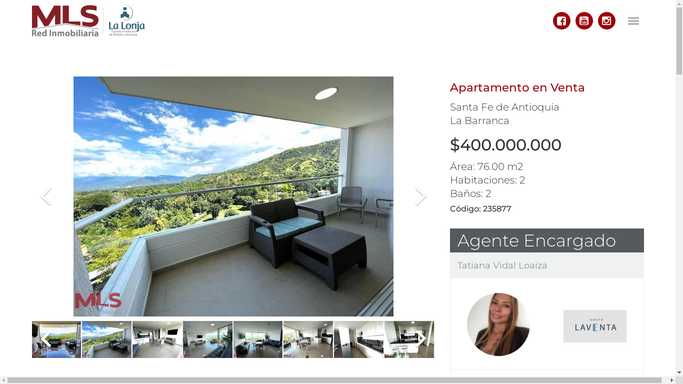 MLS
Red Inmobiliaria
La Lonja
Apartamento en Venta
Santa Fe de Antioquia
La Barranca
$400.000.000
Área: 76.00 m2
Habitaciones: 2
Baños: 2
Código: 235877
MLS
Agente Encargado
Tatiana Vidal Loaiza
LAVENTA